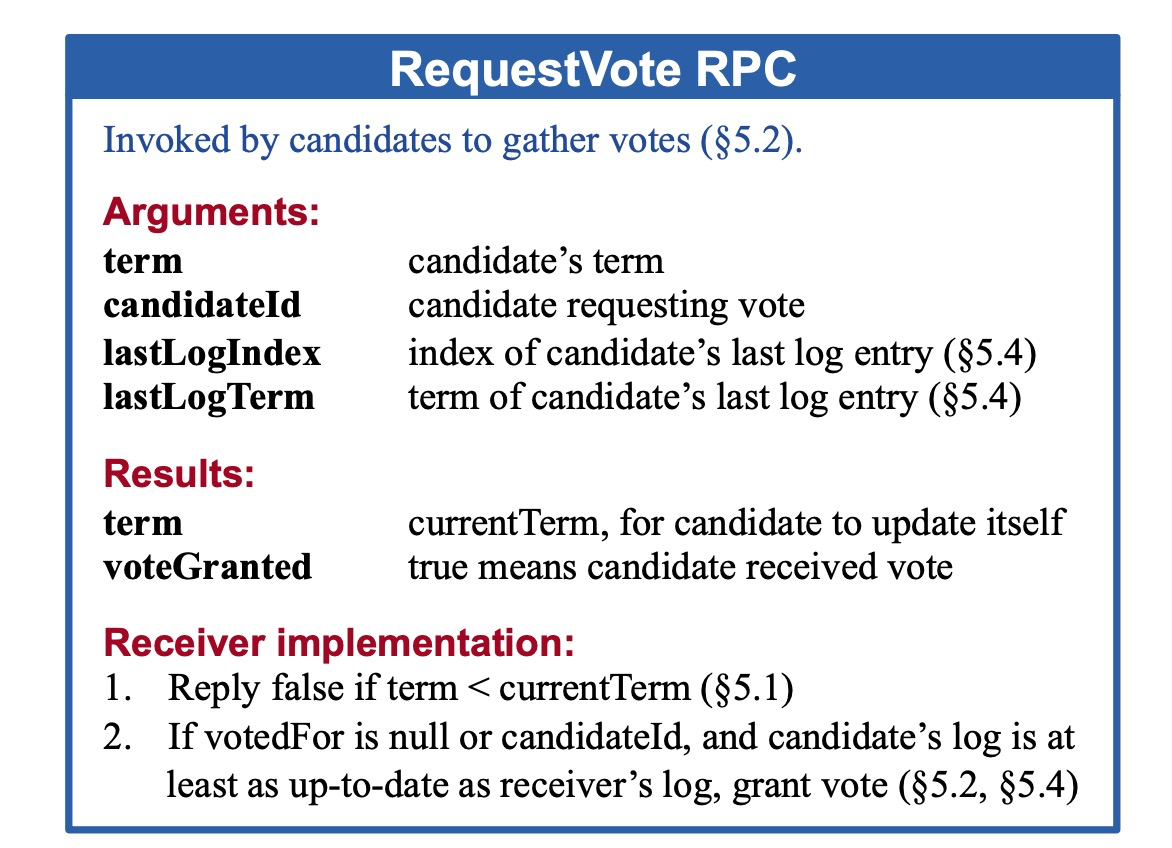 RequestVote RPC
Invoked by candidates to gather votes (§5.2).
Arguments:
term candidate’s term
candidateId candidate requesting vote
lastLogIndex index of candidate’s last log entry (§5.4)
lastLogTerm term of candidate’s last log entry (§5.4)
Results:
term currentTerm, for candidate to update itself
voteGranted true means candidate received vote
Receiver implementation:
1. Reply false if term < currentTerm (§5.1)
2. If votedFor is null or candidateId, and candidate’s log is at
least as up-to-date as receiver’s log, grant vote (§5.2, §5.4)